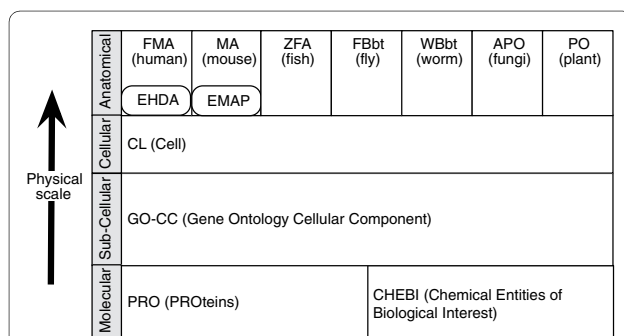 Physical
scale
Anatomical
FMA
(human)
MA
(mouse)
ZFA
(fish)
FBbt
(fly)
WBbt
(worm)
APO
(fungi)
PO
(plant)
EHDA
EMAP
Cellular
CL (Cell)
Sub-Cellular
GO-CC (Gene Ontology Cellular Component)
Molecular
PRO (PROteins)
CHEBI (Chemical Entities of
Biological Interest)